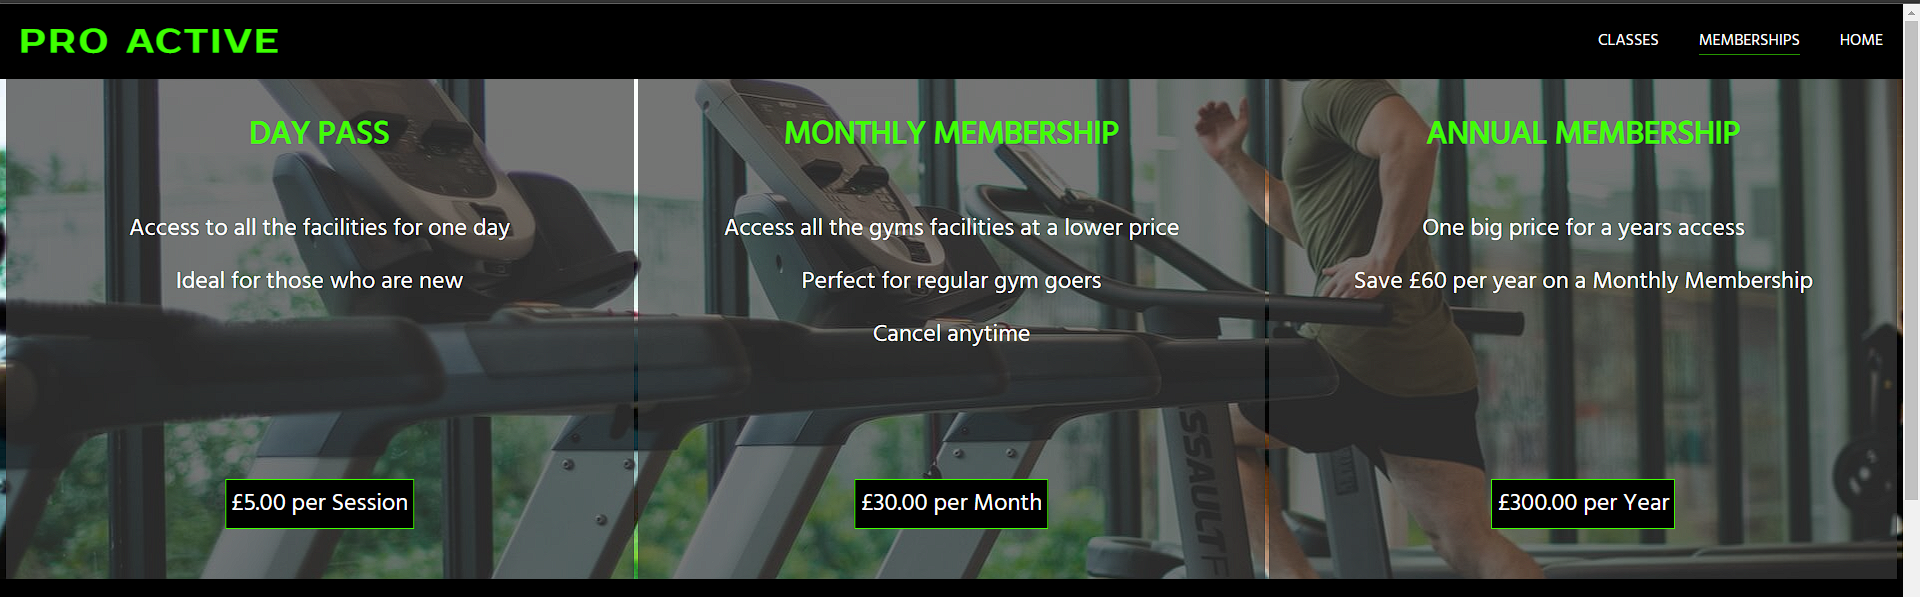 PRO ACTIVE
CLASSES
MEMBERSHIPS
HOME
DAY PASS
Access to all the facilities for one day
Ideal for those who are new
£5.00 per Session
MONTHLY MEMBERSHIP
Access all the gyms facilities at a lower price
Perfect for regular gym goers
Cancel anytime
£30.00 per Month
ANNUAL MEMBERSHIP
One big price for a years access
Save £60 per year on a Monthly Membership
£300.00 per Year